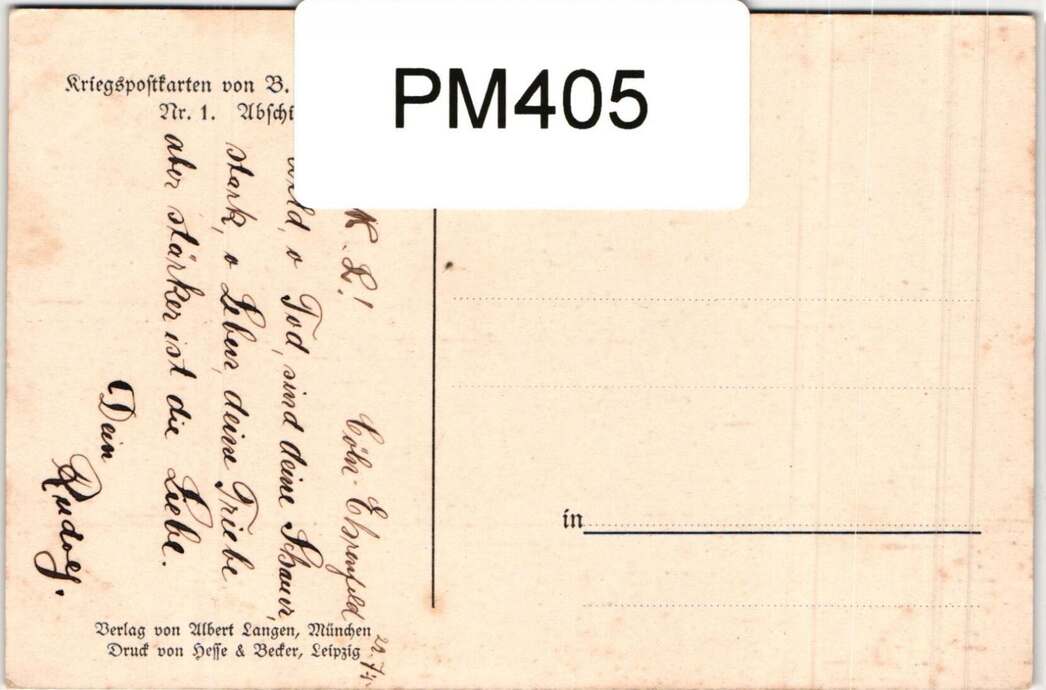 Kriegspostkarten von B.
Nr. 1. Abschi
PM405
K. L.! Cöln-Ehrenfeld
o Tod, sind deine Schauer,
stark, o Leben, deine Triebe
aber stärker ist die Liebe.
Dein
Rudolf.
in
Verlag von Albert Langen, München
Druck von Hesse & Becker, Leipzig